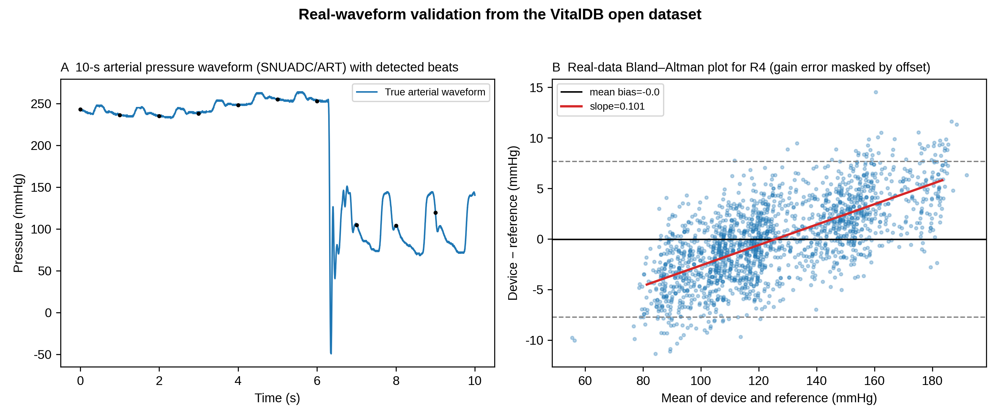 Real-waveform validation from the VitalDB open dataset
A  10-s arterial pressure waveform (SNUADC/ART) with detected beats
True arterial waveform
Pressure (mmHg)
250
200
150
100
50
0
-50
0
2
4
6
8
10
Time (s)
B  Real-data Bland–Altman plot for R4 (gain error masked by offset)
mean bias=-0.0
slope=0.101
Device – reference (mmHg)
15
10
5
0
-5
-10
60
80
100
120
140
160
180
Mean of device and reference (mmHg)